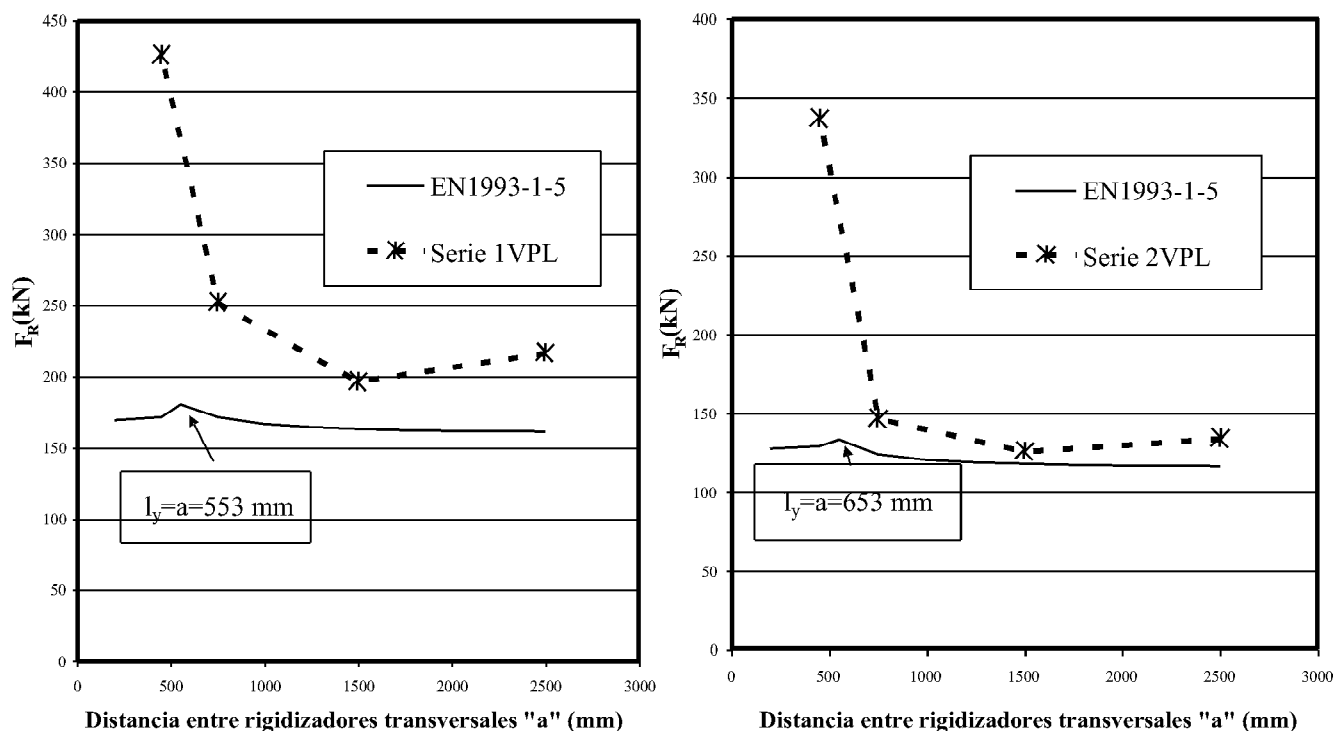 450
400
350
300
250
200
150
100
50
0
F_R(kN)
EN1993-1-5
Serie 1VPL
l_y=a=553 mm
0 500 1000 1500 2000 2500 3000
Distancia entre rigidizadores transversales "a" (mm)
400
350
300
250
200
150
100
50
0
F_R(kN)
EN1993-1-5
Serie 2VPL
l_y=a=653 mm
0 500 1000 1500 2000 2500 3000
Distancia entre rigidizadores transversales "a" (mm)